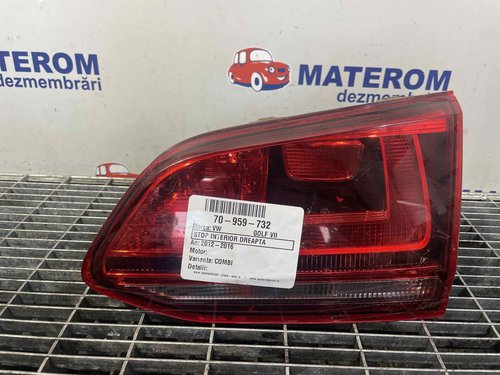 MATEROM
dezmembrări
MATEROM
dezmembră
70-959-732
Marca: VW GOLF VII
STOP INTERIOR DREAPTA
An: 2012-2016
Motor:
Varianta: COMBI
Detalii: